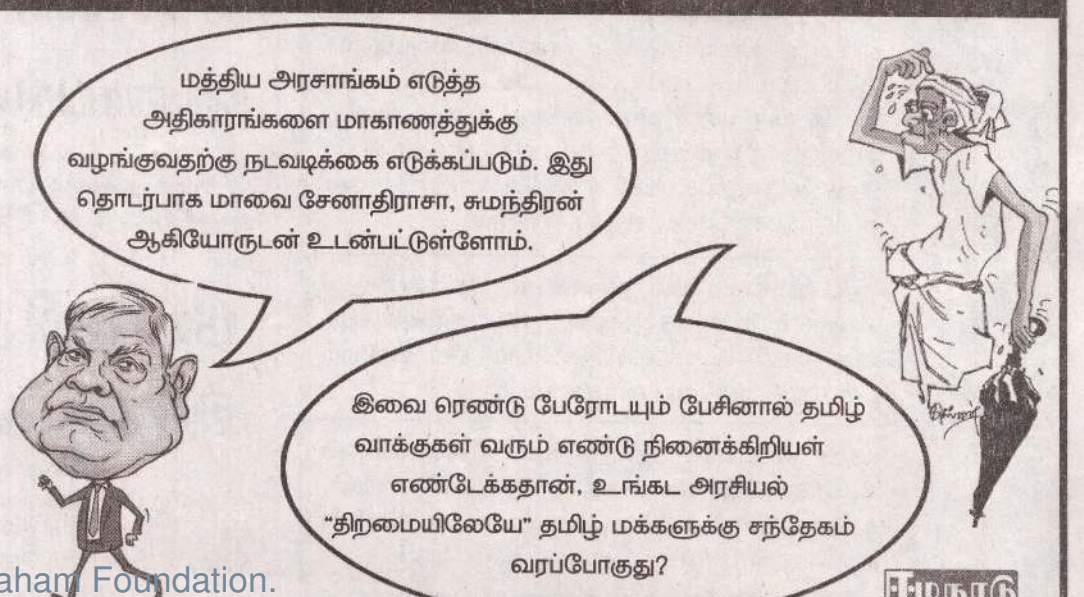 மத்திய அரசாங்கம் எடுத்த
அதிகாரங்களை மாகாணத்துக்கு
வழங்குவதற்கு நடவடிக்கை எடுக்கப்படும். இது
தொடர்பாக மாவை சேனாதிராசா, சுமந்திரன்
ஆகியோருடன் உடன்பட்டுள்ளோம்.
இவை ரெண்டு பேரோடயும் பேசினால் தமிழ்
வாக்குகள் வரும் எண்டு நினைக்கிறியள்
எண்டேக்கதான், உங்கட அரசியல்
“திறமையிலேயே” தமிழ் மக்களுக்கு சந்தேகம்
வரப்போகுது?
ஈழநாடு
aham Foundation.